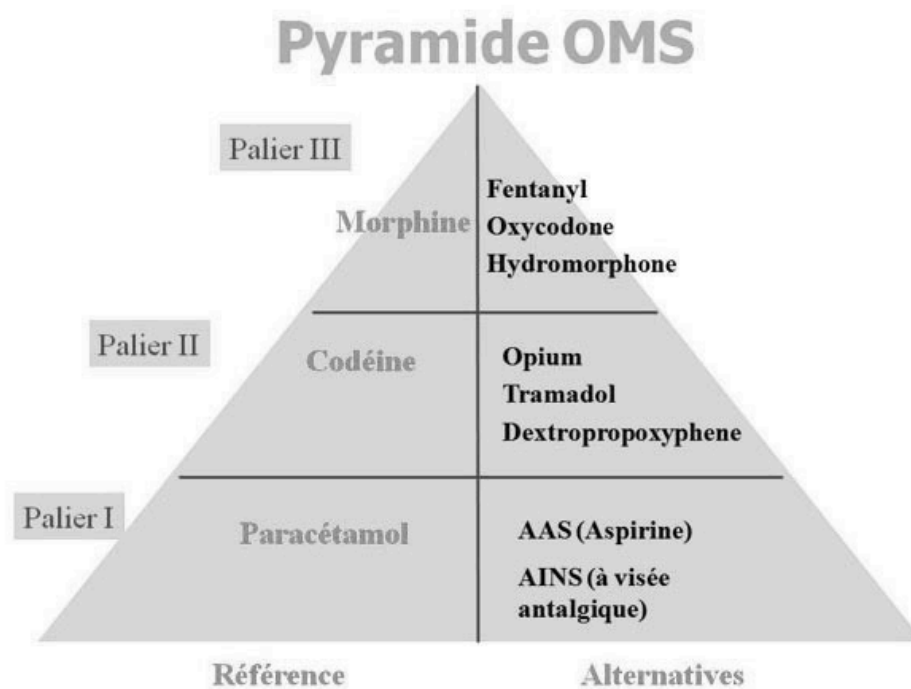 Pyramide OMS
Palier III
Morphine
Fentanyl
Oxycodone
Hydromorphone
Palier II
Codéine
Opium
Tramadol
Dextropropoxyphene
Palier I
Paracétamol
AAS (Aspirine)
AINS (à visée
antalgique)
Référence
Alternatives